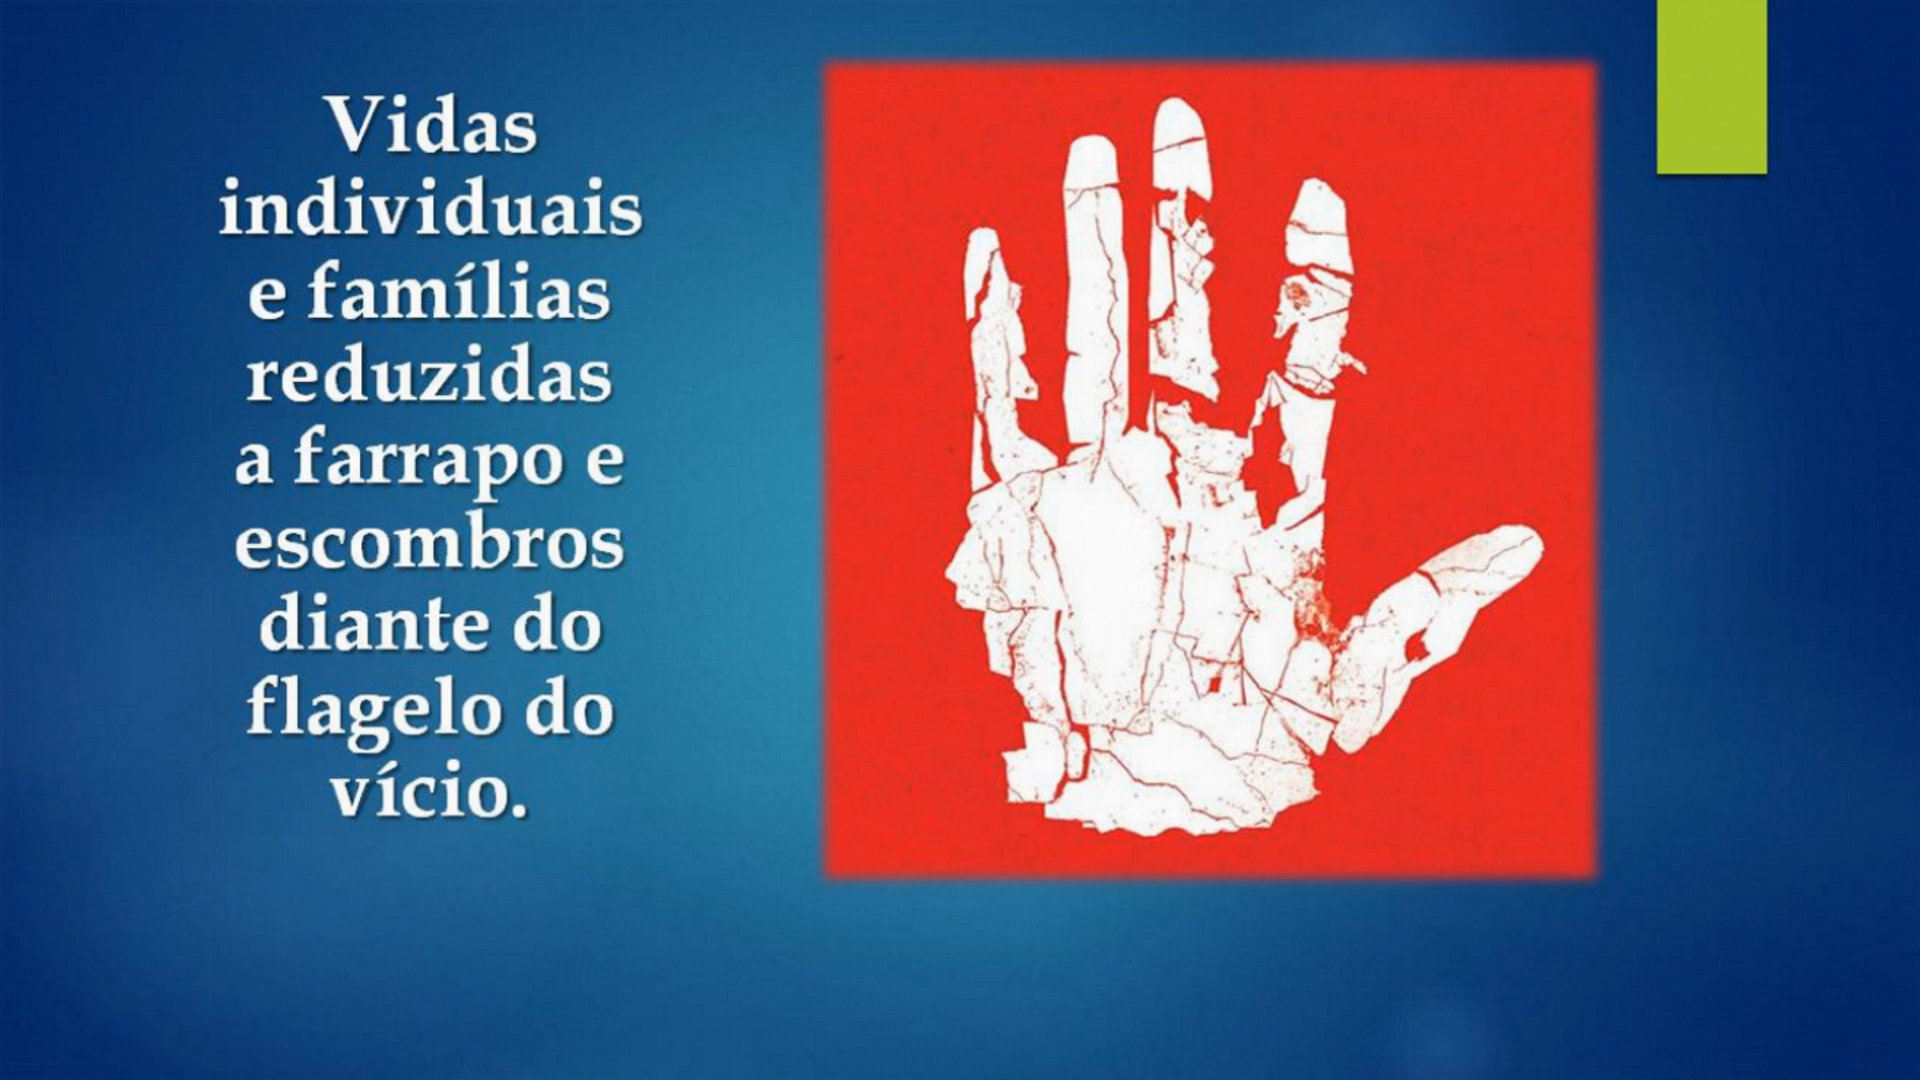 Vidas
individuais
e famílias
reduzidas
a farrapo e
escombros
diante do
flagelo do
vício.